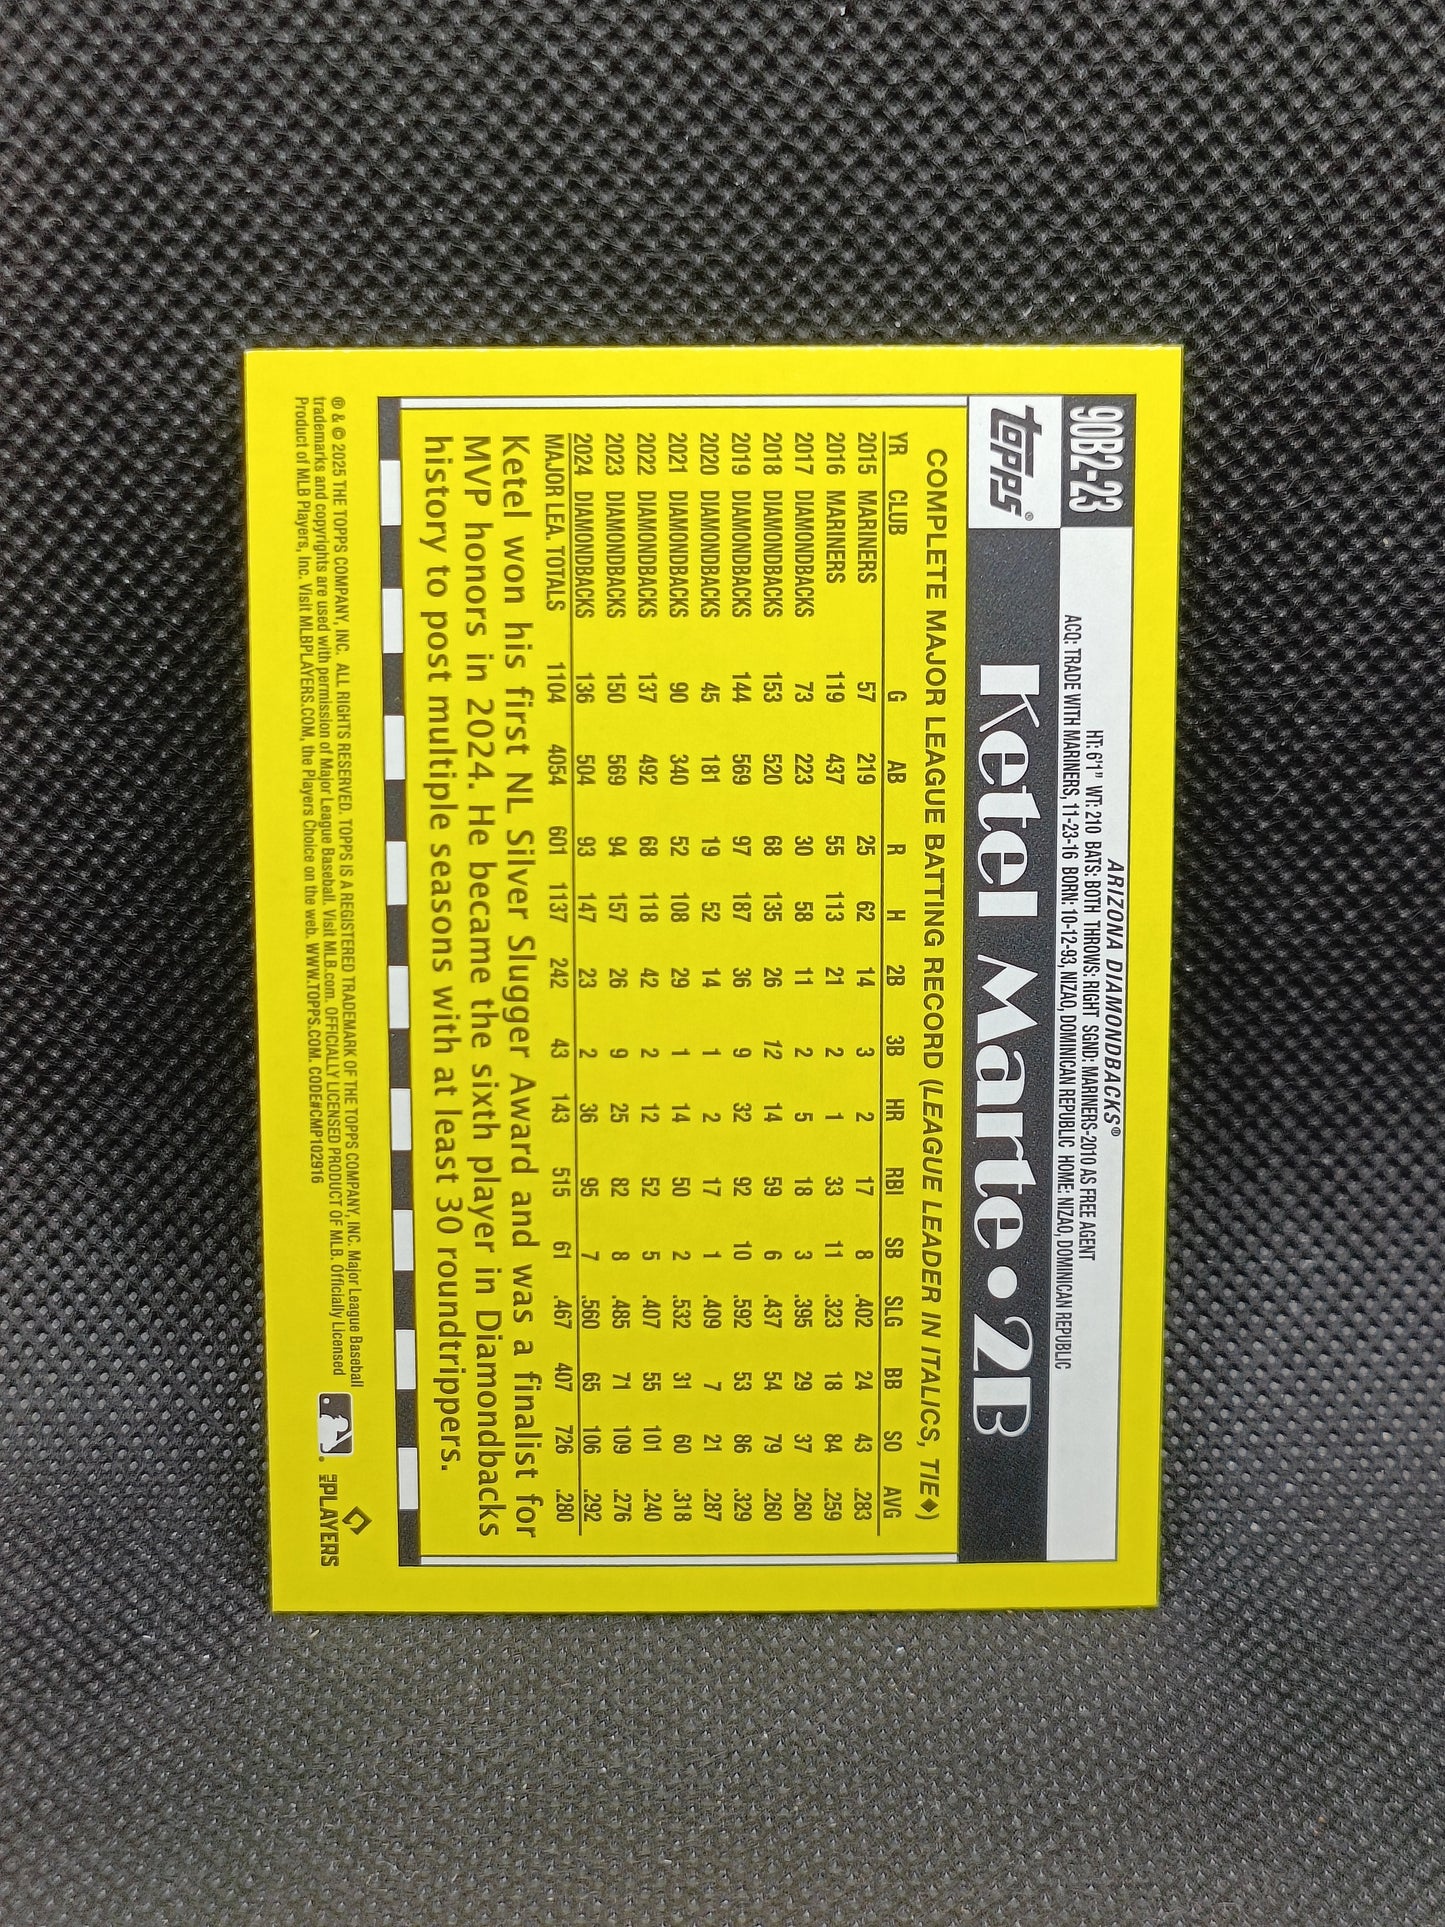 90B2-23
ARIZONA DIAMONDBACKS®
HT: 6'1" WT: 210 BATS: BOTH THROWS: RIGHT SGND: MARINERS-2010 AS FREE AGENT
ACQ: TRADE WITH MARINERS, 11-23-16 BORN: 10-12-93, NIZAO, DOMINICAN REPUBLIC HOME: NIZAO, DOMINICAN REPUBLIC
topps®
Ketel Marte • 2B
COMPLETE MAJOR LEAGUE BATTING RECORD (LEAGUE LEADER IN ITALICS, TIE♦)
YR CLUB G AB R H 2B 3B HR RBI SB SLG BB SO AVG
2015 MARINERS 57 219 25 62 14 3 2 17 8 .402 24 43 .283
2016 MARINERS 119 437 55 113 21 2 1 33 11 .323 18 84 .259
2017 DIAMONDBACKS 73 223 30 58 11 2 5 18 3 .395 29 37 .260
2018 DIAMONDBACKS 153 520 68 135 26 12 14 59 6 .437 54 79 .260
2019 DIAMONDBACKS 144 569 97 187 36 9 32 92 10 .592 53 86 .329
2020 DIAMONDBACKS 45 181 19 52 14 1 2 17 1 .409 7 21 .287
2021 DIAMONDBACKS 90 340 52 108 29 1 14 50 2 .532 31 60 .318
2022 DIAMONDBACKS 137 492 68 118 42 2 12 52 5 .407 55 101 .240
2023 DIAMONDBACKS 150 569 94 157 26 9 25 82 8 .485 71 109 .276
2024 DIAMONDBACKS 136 504 93 147 23 2 36 95 7 .560 65 106 .292
MAJOR LEA. TOTALS 1104 4054 601 1137 242 43 143 515 61 .467 407 726 .280
Ketel won his first NL Silver Slugger Award and was a finalist for
MVP honors in 2024. He became the sixth player in Diamondbacks
history to post multiple seasons with at least 30 roundtrippers.
® & © 2025 THE TOPPS COMPANY, INC. ALL RIGHTS RESERVED. TOPPS IS A REGISTERED TRADEMARK OF THE TOPPS COMPANY, INC. Major League Baseball
trademarks and copyrights are used with permission of Major League Baseball. Visit MLB.com. OFFICIALLY LICENSED PRODUCT OF MLB. Officially Licensed
Product of MLB Players, Inc. Visit MLBPLAYERS.COM, the Players Choice on the web. WWW.TOPPS.COM. CODE#CMP102916
MLB PLAYERS